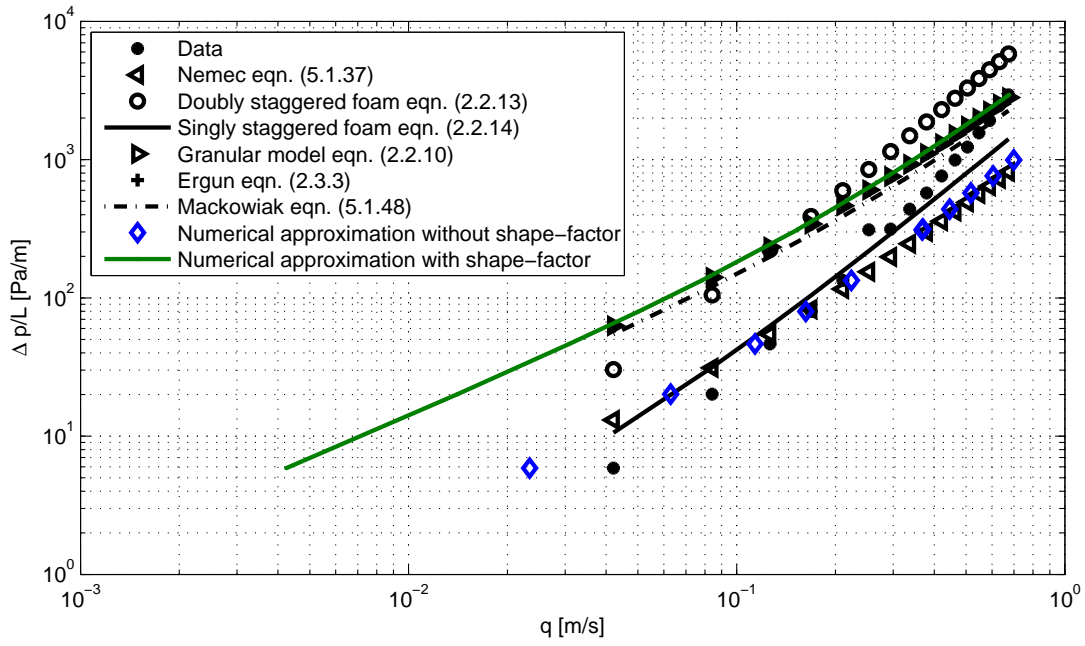 10^4
Data
Nemec eqn. (5.1.37)
Doubly staggered foam eqn. (2.2.13)
Singly staggered foam eqn. (2.2.14)
Granular model eqn. (2.2.10)
Ergun eqn. (2.3.3)
Mackowiak eqn. (5.1.48)
Numerical approximation without shape−factor
Numerical approximation with shape−factor
10^3
10^2
10^1
10^0
Δ p/L [Pa/m]
10^−3
10^−2
10^−1
10^0
q [m/s]